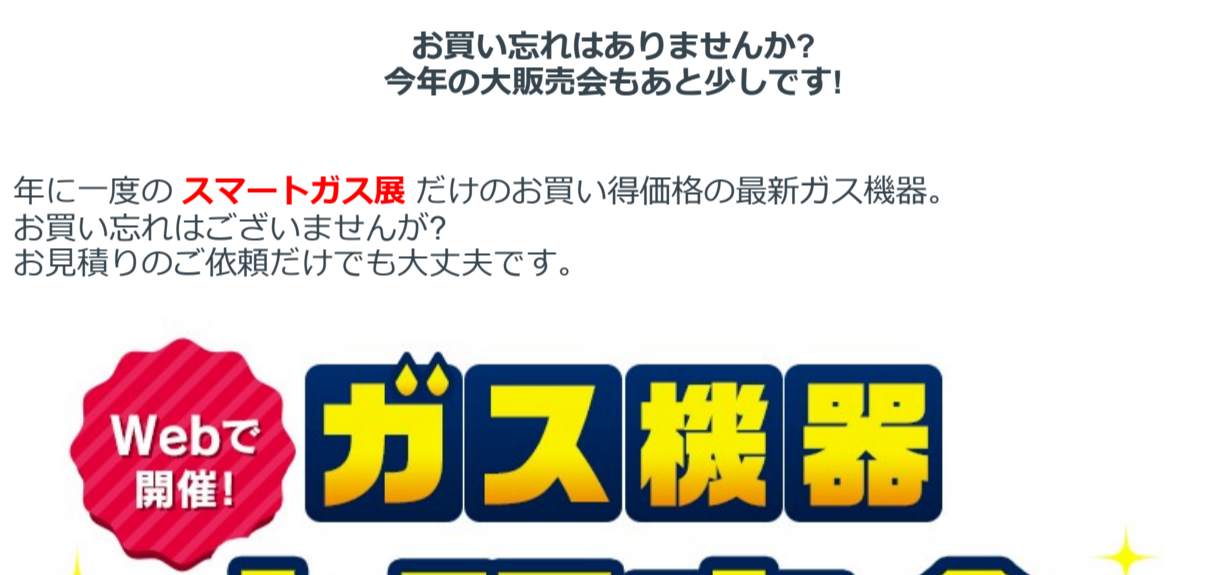 お買い忘れはありませんか?
今年の大販売会もあと少しです!
年に一度の スマートガス展 だけのお買い得価格の最新ガス機器。
お買い忘れはございませんが?
お見積りのご依頼だけでも大丈夫です。
Webで
開催!
ガス機器